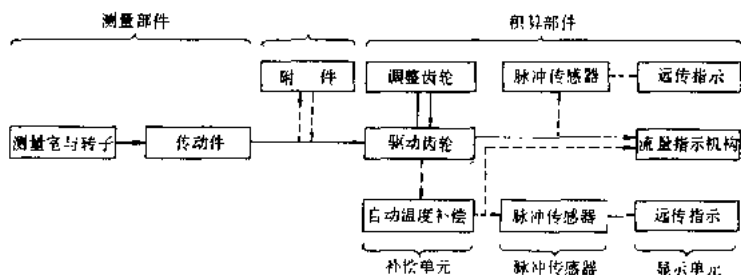 测量部件 积算部件
附 件 调整齿轮 脉冲传感器 远传指示
测量室与转子 传动件 驱动齿轮 流量指示机构
自动温度补偿 脉冲传感器 远传指示
补偿单元 脉冲传感器 显示单元